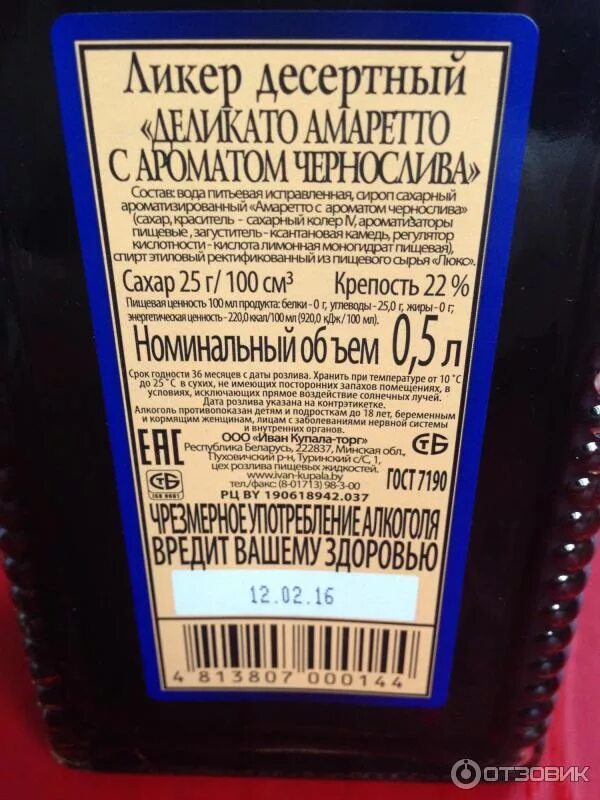 Ликер десертный
«ДЕЛИКАТО АМАРЕТТО
С АРОМАТОМ ЧЕРНОСЛИВА»
Состав: вода питьевая исправленная, сироп сахарный
ароматизированный «Амаретто с ароматом чернослива»
(сахар, краситель - сахарный колер IV, ароматизаторы
пищевые, загуститель - ксантановая камедь, регулятор
кислотности - кислота лимонная моногидрат пищевая),
спирт этиловый ректификованный из пищевого сырья «Люкс».
Сахар 25 г/ 100 см³ Крепость 22 %
Пищевая ценность 100 мл продукта: белки - 0 г, углеводы - 25,0 г, жиры - 0 г;
энергетическая ценность - 220,0 ккал/100 мл (920,0 кДж/ 100 мл).
Номинальный объем 0,5 л
Срок годности 36 месяцев с даты розлива. Хранить при температуре от 10 °С
до 25 °С в сухих, не имеющих посторонних запахов помещениях, в
условиях, исключающих прямое воздействие солнечных лучей.
Дата розлива указана на контрэтикетке.
Алкоголь противопоказан детям и подросткам до 18 лет, беременным
и кормящим женщинам, лицам с заболеваниями нервной системы
и внутренних органов.
ЕАС
СТБ
ISO 9001
ООО «Иван Купала-торг»
Республика Беларусь, 222837, Минская обл.,
Пуховичский р-н, Туринский с/С, 1,
цех розлива пищевых жидкостей.
www.ivan-kupala.by
тел./факс: (8-01713) 98-3-00
РЦ BY 190618942.037
СТБ
ГОСТ 7190
ЧРЕЗМЕРНОЕ УПОТРЕБЛЕНИЕ АЛКОГОЛЯ
ВРЕДИТ ВАШЕМУ ЗДОРОВЬЮ
12.02.16
4 813807 000144
ОТЗОВИК